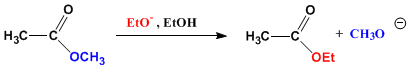 O O
H₃C C EtO⁻ , EtOH H₃C C + CH₃O ⊖
OCH₃ OEt